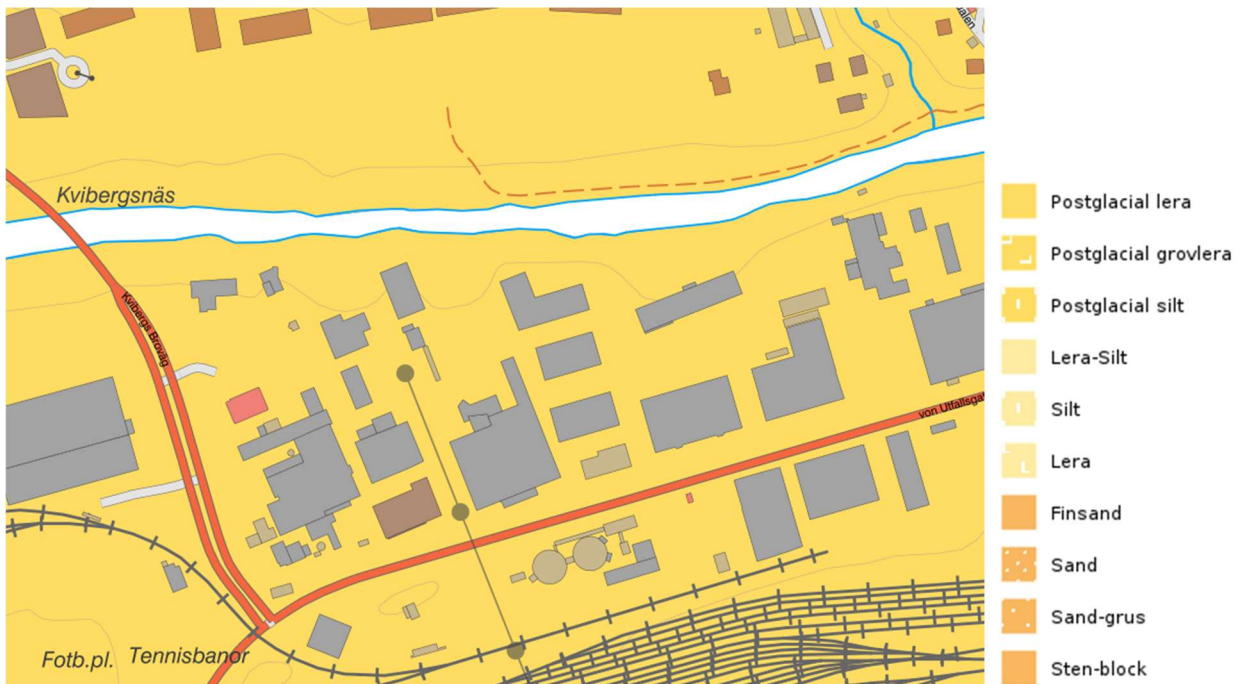 Kvibergsnäs
Kvibergs Broväg
von Utfallsgat
Fotb.pl.
Tennisbanor
Postglacial lera
Postglacial grovlera
Postglacial silt
Lera-Silt
Silt
Lera
Finsand
Sand
Sand-grus
Sten-block